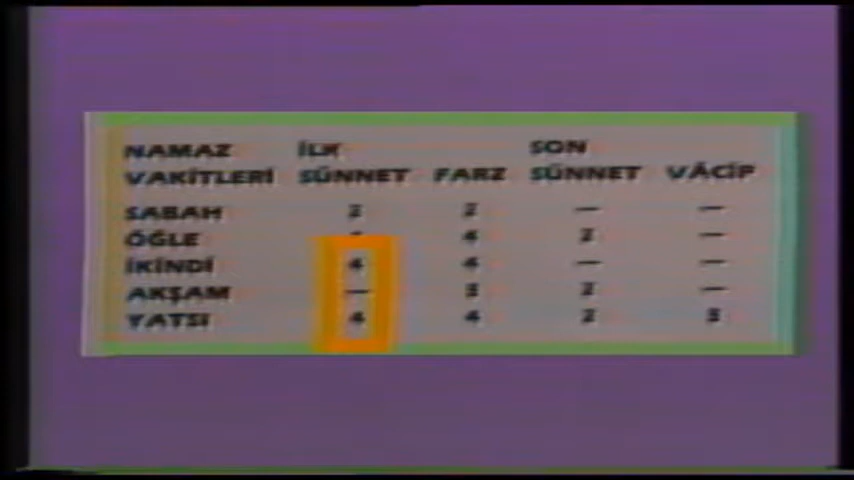 NAMAZ VAKİTLERİ İLK SÜNNET FARZ SON SÜNNET VÂCİP
SABAH 2 2 — —
ÖĞLE 4 2 —
İKİNDİ 4 4 — —
AKŞAM — 3 2 —
YATSI 4 4 2 3